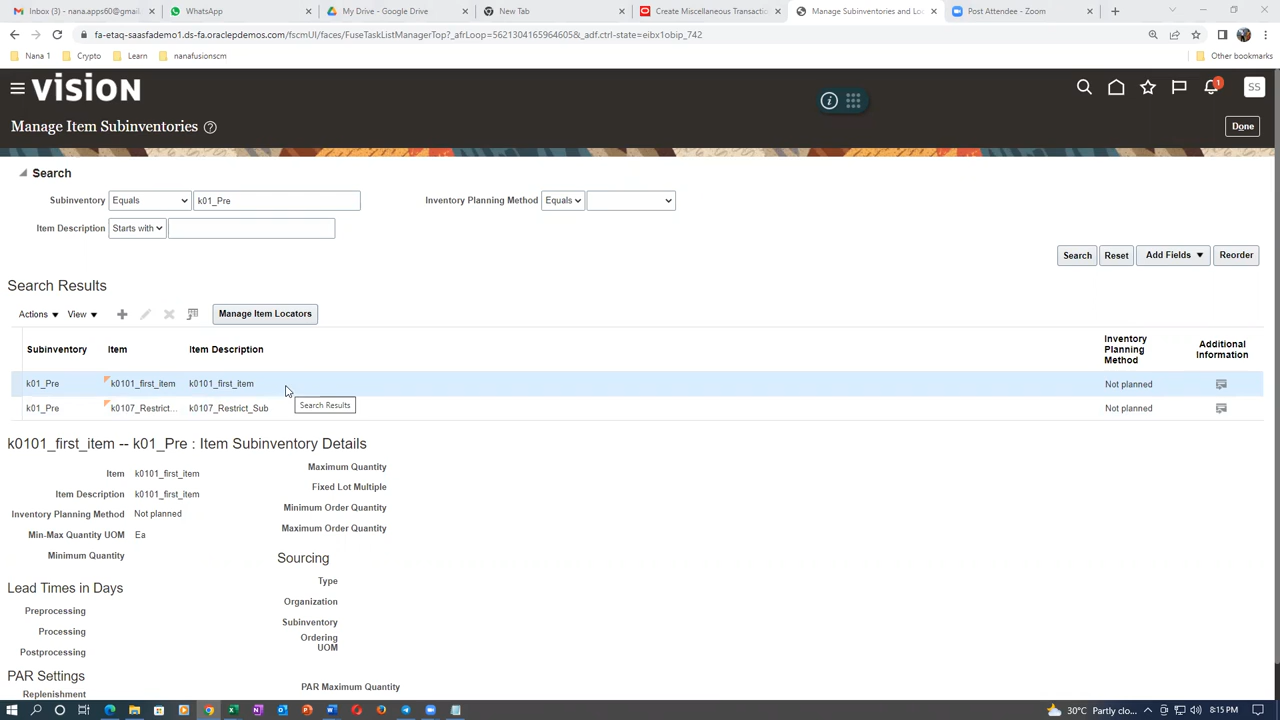 Inbox (3) - nana.apps60@gmail.
WhatsApp
My Drive - Google Drive
New Tab
Create Miscellaneous Transactio
Manage Subinventories and Loc
Post Attendee - Zoom
fa-etaq-saasfademo1.ds-fa.oraclepdemos.com/fscmUI/faces/FuseTaskListManagerTop?_afrLoop=56213041659646058&_adf.ctrl-state=eibx1obip_702
Nana 1
Crypto
Learn
nanafusionscm
Other bookmarks
VISION
1
SS
Manage Item Subinventories
Done
Search
Subinventory Equals k01_Pre
Inventory Planning Method Equals
Item Description Starts with
Search Reset Add Fields Reorder
Search Results
Actions View Manage Item Locators
Subinventory Item Item Description Inventory Planning Method Additional Information
k01_Pre k0101_first_item k0101_first_item Not planned
Search Results
k01_Pre k0107_Restrict... k0107_Restrict_Sub Not planned
k0101_first_item -- k01_Pre : Item Subinventory Details
Item k0101_first_item
Item Description k0101_first_item
Inventory Planning Method Not planned
Min-Max Quantity UOM Ea
Minimum Quantity
Maximum Quantity
Fixed Lot Multiple
Minimum Order Quantity
Maximum Order Quantity
Lead Times in Days
Preprocessing
Processing
Postprocessing
Sourcing
Type
Organization
Subinventory
Ordering UOM
PAR Settings
Replenishment
PAR Maximum Quantity
30°C Partly clo...
8:15 PM